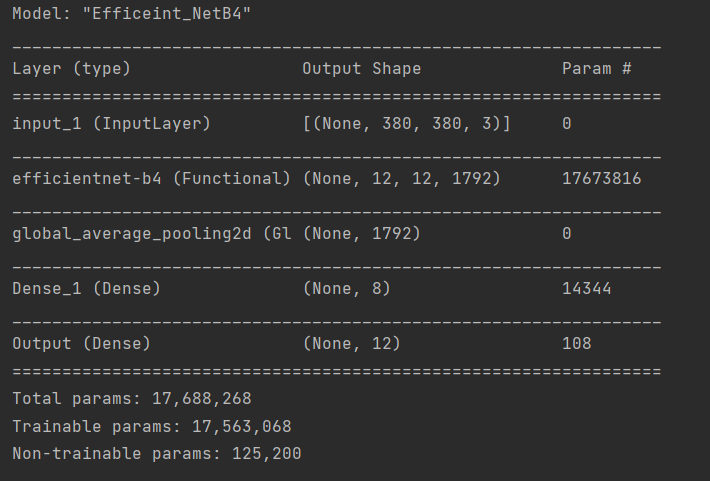 Model: "Efficeint_NetB4"
_________________________________________________________________
Layer (type)                 Output Shape              Param #
=================================================================
input_1 (InputLayer)         [(None, 380, 380, 3)]     0
_________________________________________________________________
efficientnet-b4 (Functional) (None, 12, 12, 1792)      17673816
_________________________________________________________________
global_average_pooling2d (Gl (None, 1792)              0
_________________________________________________________________
Dense_1 (Dense)              (None, 8)                 14344
_________________________________________________________________
Output (Dense)               (None, 12)                108
=================================================================
Total params: 17,688,268
Trainable params: 17,563,068
Non-trainable params: 125,200